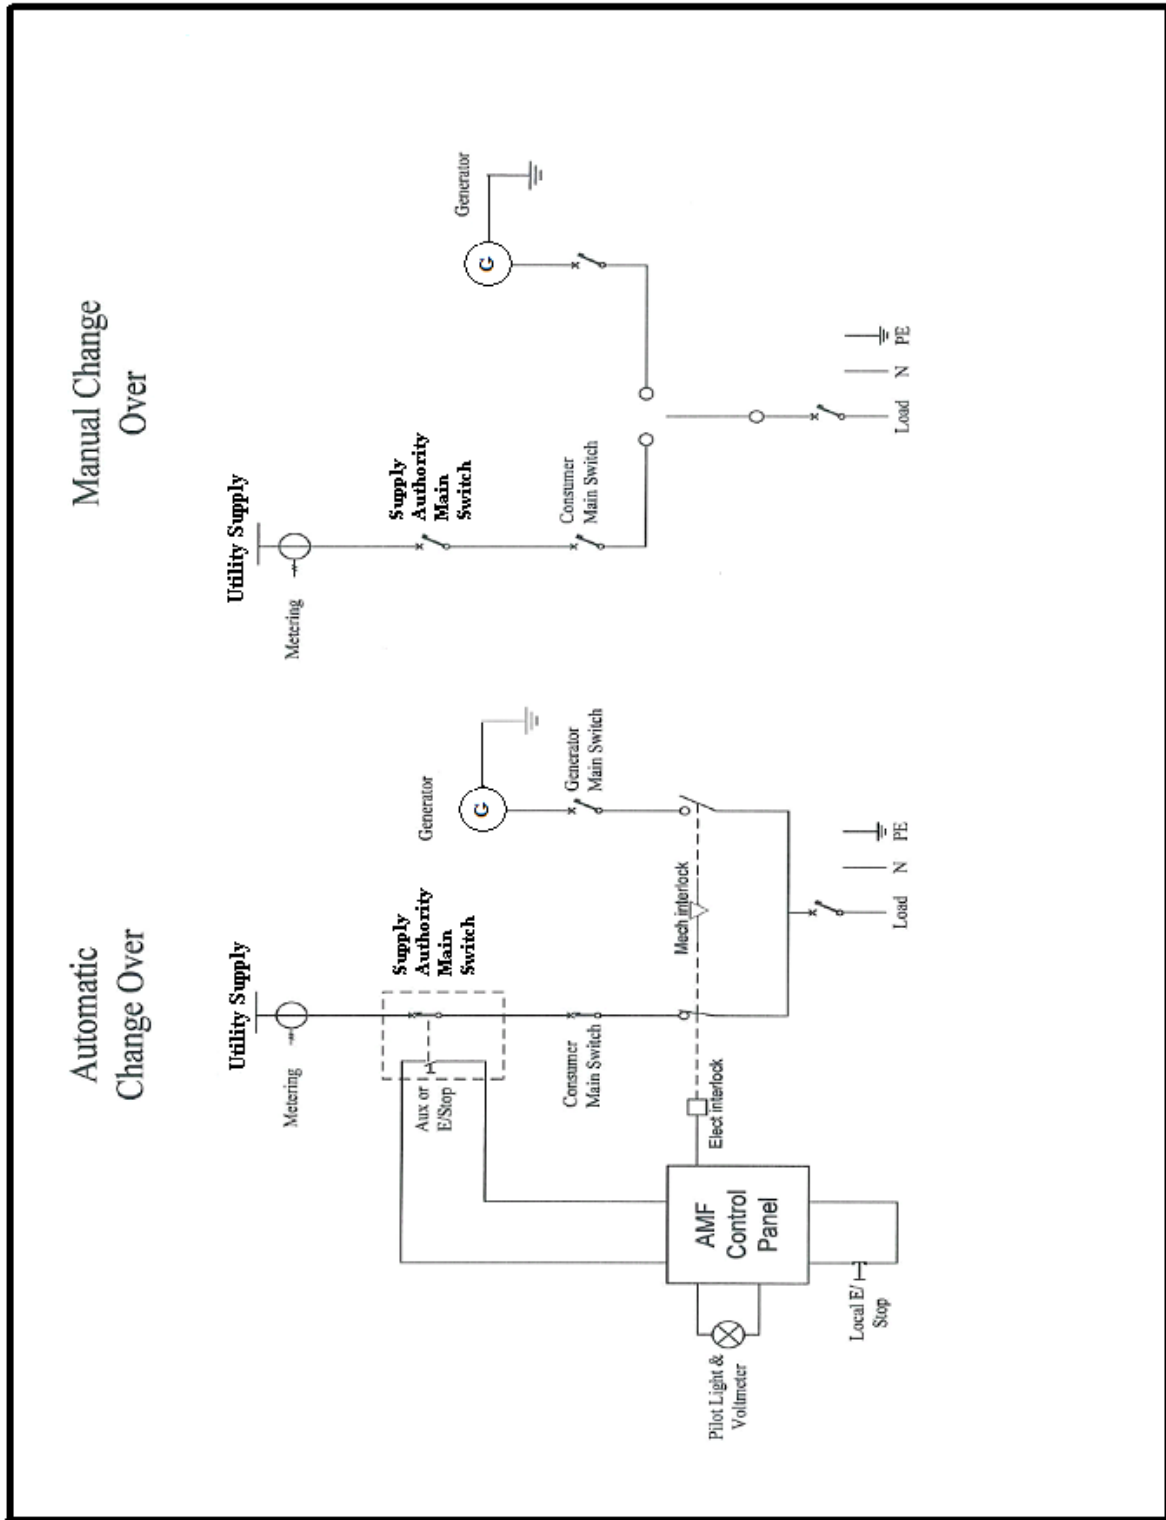 Automatic
Change Over
Utility Supply
Metering
Supply
Authority
Main
Switch
Aux or
E/Stop
Consumer
Main Switch
Generator
G
Generator
Main Switch
Mech interlock
Elect interlock
AMF
Control
Panel
Pilot Light &
Voltmeter
Local E/
Stop
Load N PE
Manual Change
Over
Utility Supply
Metering
Supply
Authority
Main
Switch
Consumer
Main Switch
Generator
G
Load N PE